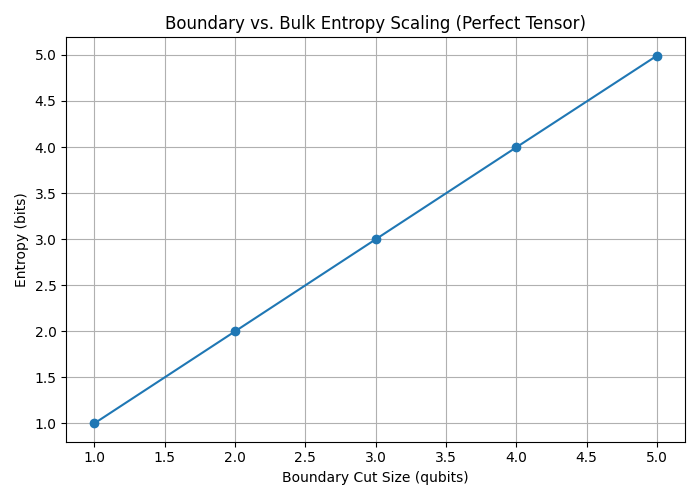 Boundary vs. Bulk Entropy Scaling (Perfect Tensor)
5.0
4.5
4.0
3.5
3.0
2.5
2.0
1.5
1.0
Entropy (bits)
1.0 1.5 2.0 2.5 3.0 3.5 4.0 4.5 5.0
Boundary Cut Size (qubits)